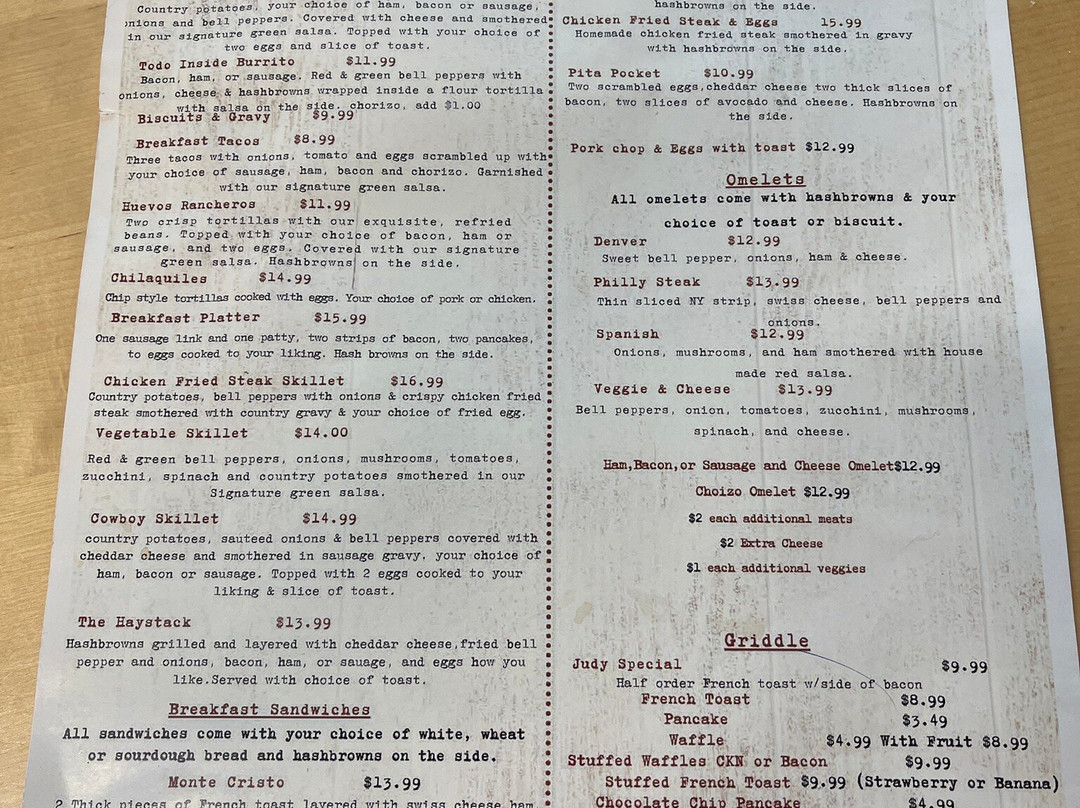 Country potatoes, your choice of ham, bacon or sausage,
onions and bell peppers. Covered with cheese and smothered
in our signature green salsa. Topped with your choice of
two eggs and slice of toast.
Todo Inside Burrito $11.99
Bacon, ham, or sausage. Red & green bell peppers with
onions, cheese & hashbrowns wrapped inside a flour tortilla
with salsa on the side. chorizo, add $1.00
Biscuits & Gravy $9.99
Breakfast Tacos $8.99
Three tacos with onions, tomato and eggs scrambled up with
your choice of sausage, ham, bacon and chorizo. Garnished
with our signature green salsa.
Huevos Rancheros $11.99
Two crisp tortillas with our exquisite, refried
beans. Topped with your choice of bacon, ham or
sausage, and two eggs. Covered with our signature
green salsa. Hashbrowns on the side.
Chilaquiles $14.99
Chip style tortillas cooked with eggs. Your choice of pork or chicken.
Breakfast Platter $15.99
One sausage link and one patty, two strips of bacon, two pancakes,
to eggs cooked to your liking. Hash browns on the side.
Chicken Fried Steak Skillet $16.99
Country potatoes, bell peppers with onions & crispy chicken fried
steak smothered with country gravy & your choice of fried egg.
Vegetable Skillet $14.00
Red & green bell peppers, onions, mushrooms, tomatoes,
zucchini, spinach and country potatoes smothered in our
Signature green salsa.
Cowboy Skillet $14.99
country potatoes, sauteed onions & bell peppers covered with
cheddar cheese and smothered in sausage gravy, your choice of
ham, bacon or sausage. Topped with 2 eggs cooked to your
liking & slice of toast.
The Haystack $13.99
Hashbrowns grilled and layered with cheddar cheese,fried bell
pepper and onions, bacon, ham, or sauage, and eggs how you
like.Served with choice of toast.
Breakfast Sandwiches
All sandwiches come with your choice of white, wheat
or sourdough bread and hashbrowns on the side.
Monte Cristo $13.99
2 Thick pieces of French toast layered with swiss cheese, ham,
hashbrowns on the side.
Chicken Fried Steak & Eggs 15.99
Homemade chicken fried steak smothered in gravy
with hashbrowns on the side.
Pita Pocket $10.99
Two scrambled eggs,cheddar cheese two thick slices of
bacon, two slices of avocado and cheese. Hashbrowns on
the side.
Pork chop & Eggs with toast $12.99
Omelets
All omelets come with hashbrowns & your
choice of toast or biscuit.
Denver $12.99
Sweet bell pepper, onions, ham & cheese.
Philly Steak $13.99
Thin sliced NY strip, swiss cheese, bell peppers and
onions.
Spanish $12.99
Onions, mushrooms, and ham smothered with house
made red salsa.
Veggie & Cheese $13.99
Bell peppers, onion, tomatoes, zucchini, mushrooms,
spinach, and cheese.
Ham,Bacon,or Sausage and Cheese Omelet$12.99
Choizo Omelet $12.99
$2 each additional meats
$2 Extra Cheese
$1 each additional veggies
Griddle
Judy Special $9.99
Half order French toast w/side of bacon
French Toast $8.99
Pancake $3.49
Waffle $4.99 With Fruit $8.99
Stuffed Waffles CKN or Bacon $9.99
Stuffed French Toast $9.99 (Strawberry or Banana)
Chocolate Chip Pancake $4.99